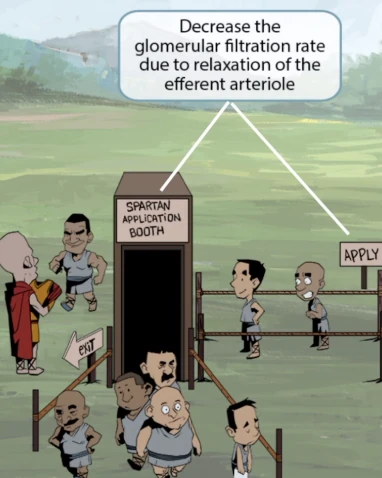 Decrease the
glomerular filtration rate
due to relaxation of the
efferent arteriole
SPARTAN
APPLICATION
BOOTH
APPLY
EXIT